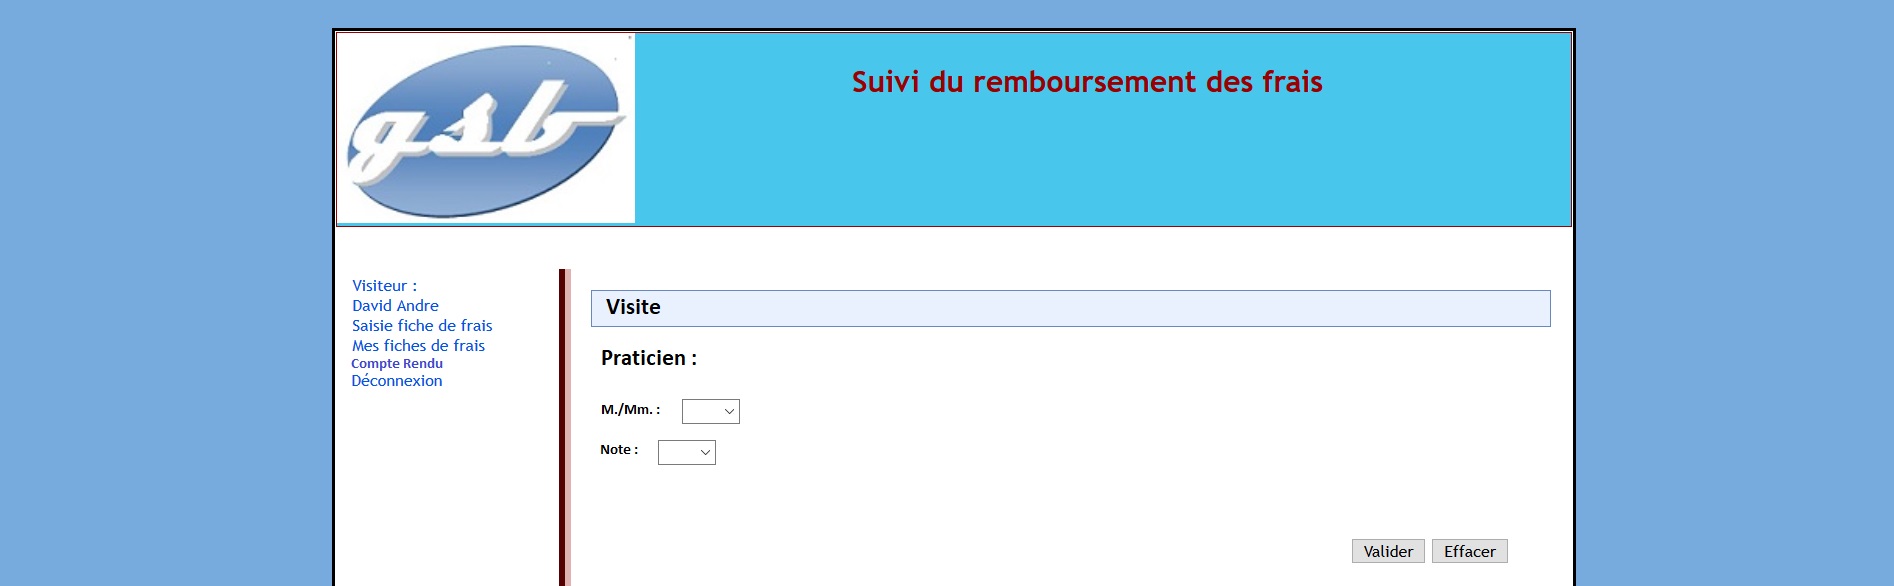 gsb
Suivi du remboursement des frais
Visiteur :
David Andre
Saisie fiche de frais
Mes fiches de frais
Compte Rendu
Déconnexion
Visite
Praticien :
M./Mm. :
Note :
Valider Effacer